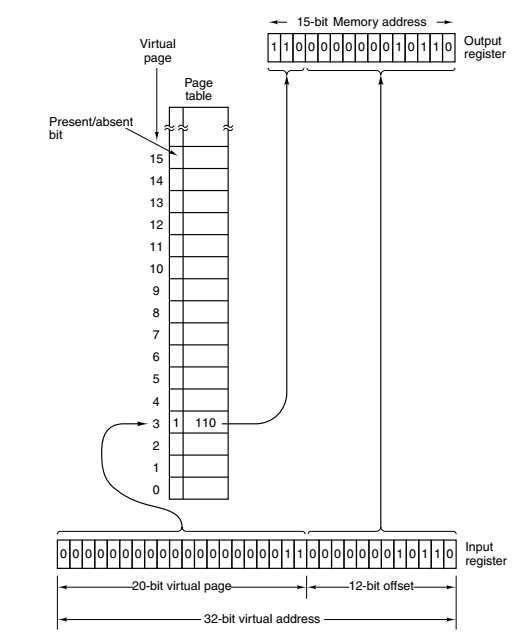 15-bit Memory address
1 1 0 0 0 0 0 0 0 0 1 0 1 1 0
Output
register
Virtual
page
Page
table
Present/absent
bit
15
14
13
12
11
10
9
8
7
6
5
4
3 1 110
2
1
0
0 0 0 0 0 0 0 0 0 0 0 0 0 0 0 0 0 0 1 1 0 0 0 0 0 0 0 1 0 1 1 0
Input
register
20-bit virtual page
12-bit offset
32-bit virtual address